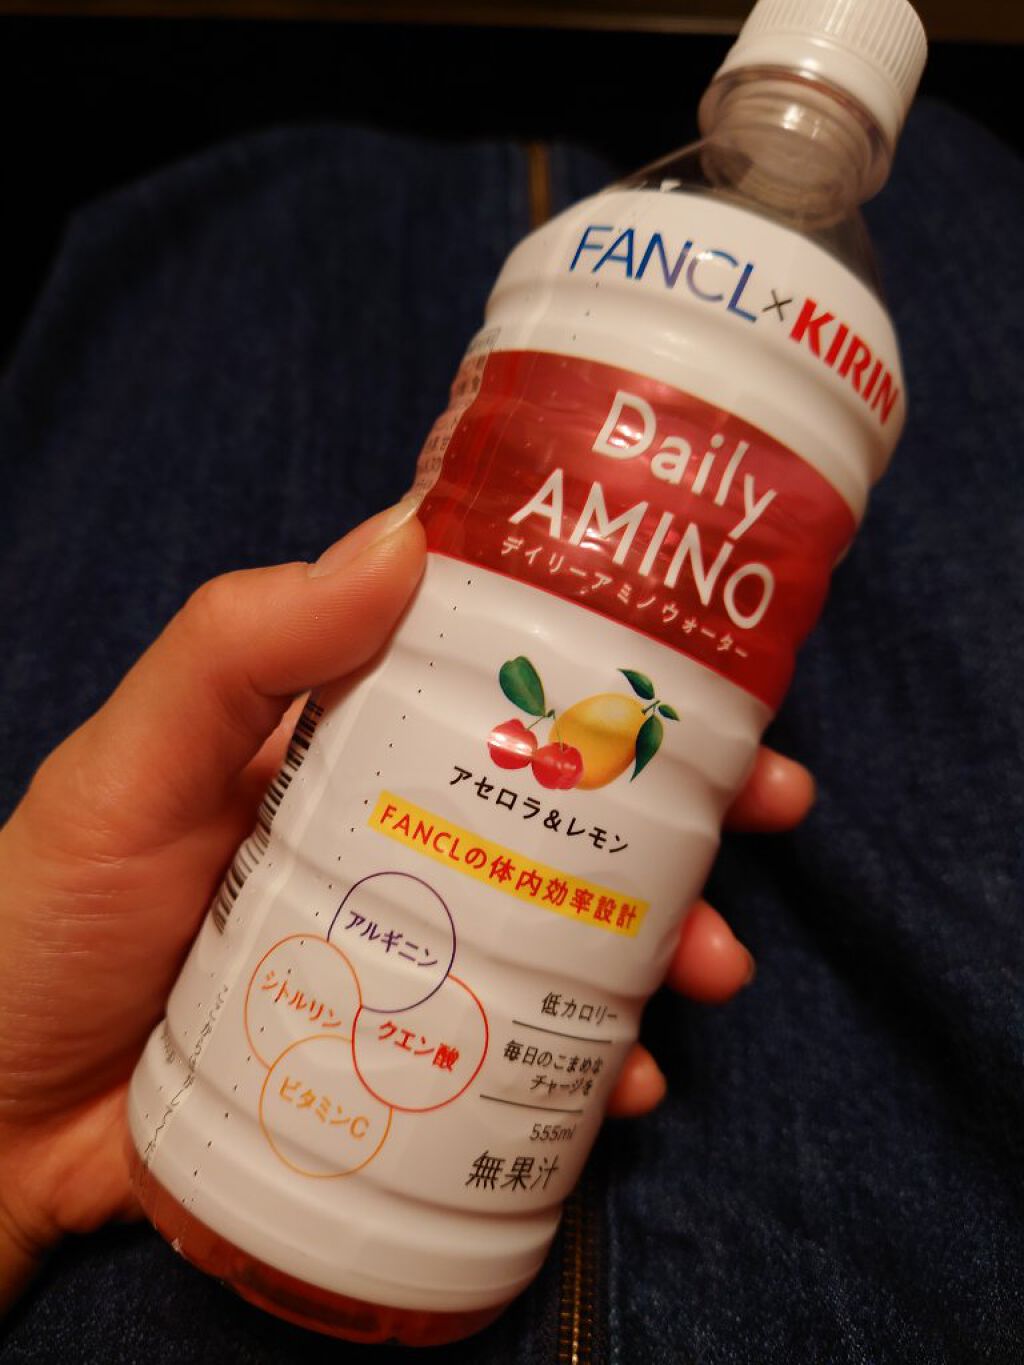 FANCL×KIRIN
Daily
AMINO
デイリーアミノウォーター
アセロラ&レモン
FANCLの体内効率設計
アルギニン
シトルリン
クエン酸
ビタミンC
低カロリー
毎日のこまめな
チャージを
555ml
無果汁